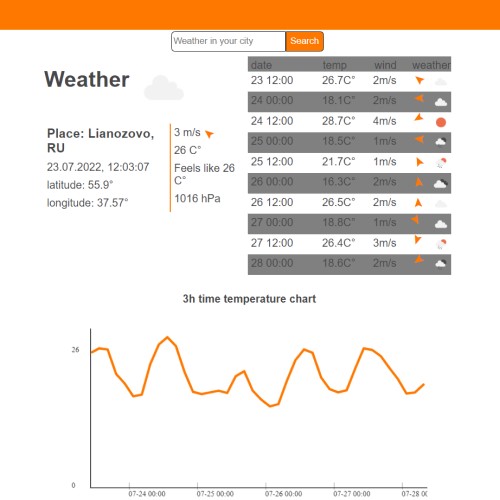 Weather in your city Search
Weather
Place: Lianozovo,
RU
23.07.2022, 12:03:07
latitude: 55.9°
longitude: 37.57°
3 m/s
26 C°
Feels like 26
C°
1016 hPa
date temp wind weather
23 12:00 26.7C° 2m/s
24 00:00 18.1C° 2m/s
24 12:00 28.7C° 4m/s
25 00:00 18.5C° 1m/s
25 12:00 21.7C° 1m/s
26 00:00 16.3C° 2m/s
26 12:00 26.5C° 2m/s
27 00:00 18.8C° 1m/s
27 12:00 26.4C° 3m/s
28 00:00 18.6C° 2m/s
3h time temperature chart
26
0
07-24 00:00 07-25 00:00 07-26 00:00 07-27 00:00 07-28 00